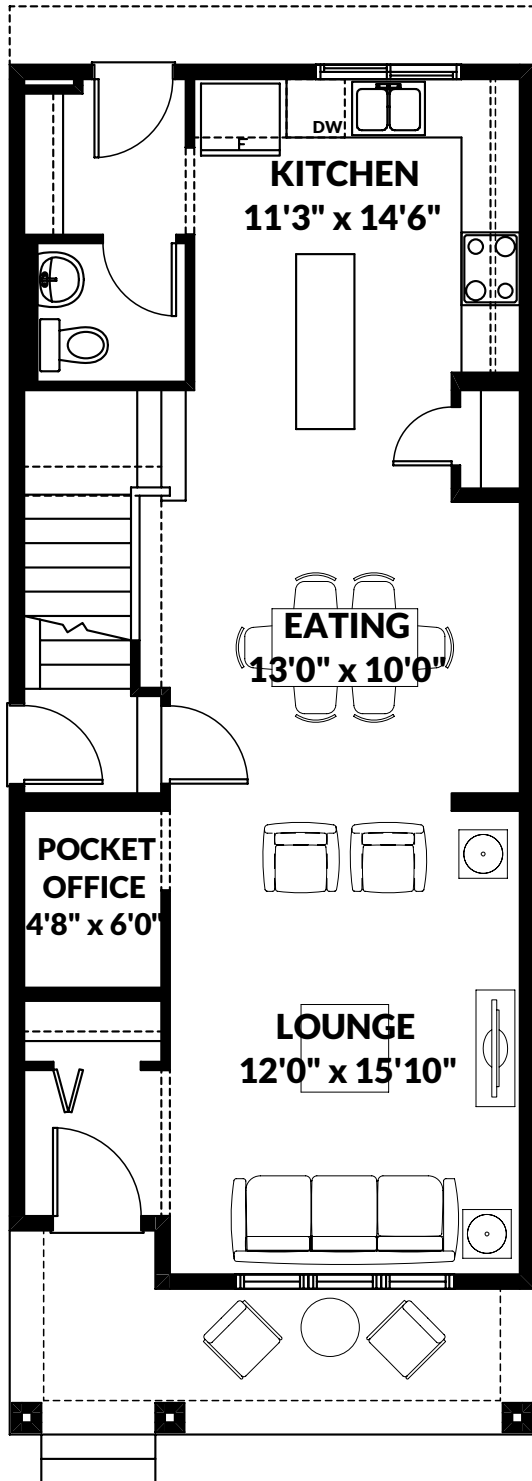 DW
F
KITCHEN
11'3" x 14'6"
EATING
13'0" x 10'0"
POCKET
OFFICE
4'8" x 6'0"
LOUNGE
12'0" x 15'10"